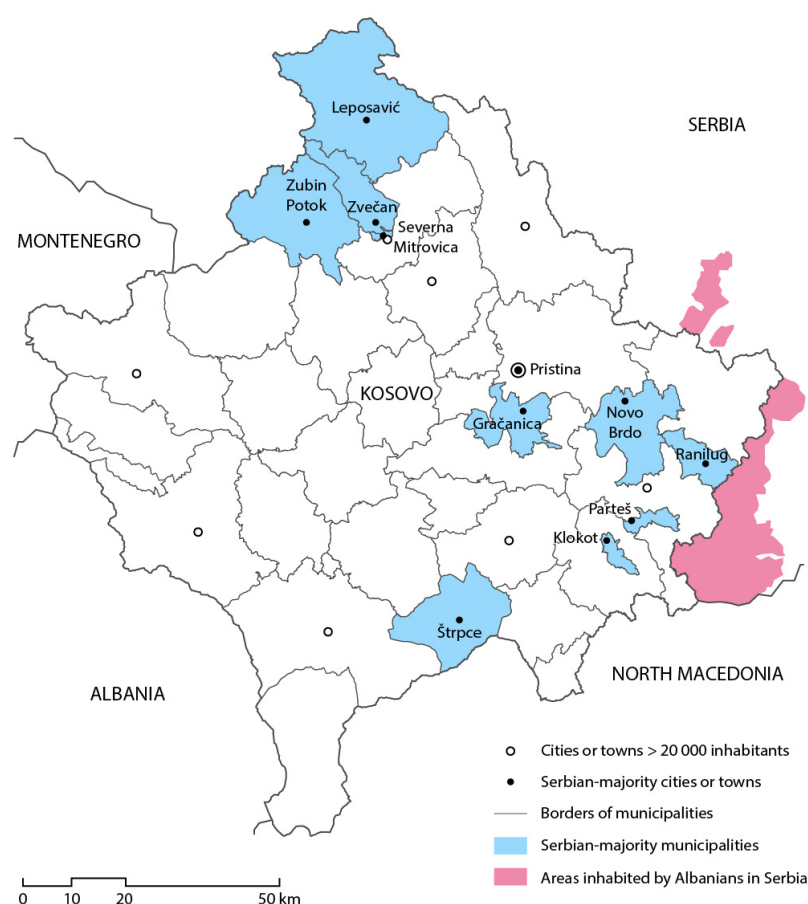 Leposavić
SERBIA
Zubin
Potok
Zvečan
Severna
Mitrovica
MONTENEGRO
Pristina
KOSOVO
Gračanica
Novo
Brdo
Ranilug
Parteš
Klokot
Štrpce
ALBANIA
NORTH MACEDONIA
Cities or towns > 20 000 inhabitants
Serbian-majority cities or towns
Borders of municipalities
Serbian-majority municipalities
Areas inhabited by Albanians in Serbia
0 10 20 50 km